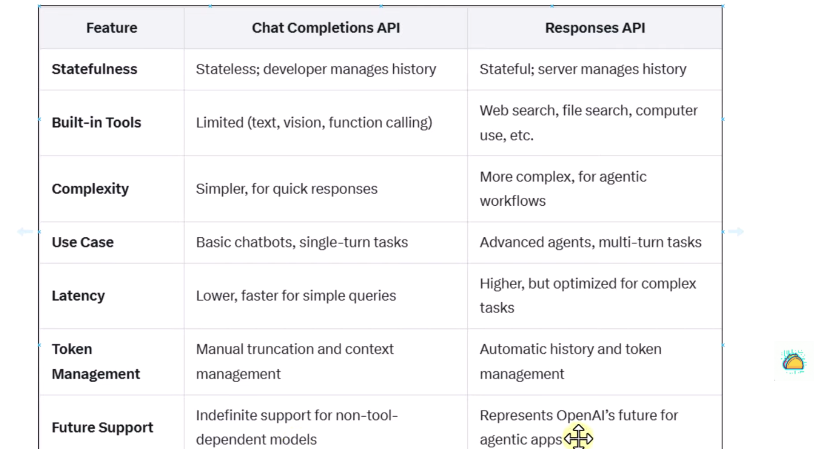 Feature Chat Completions API Responses API
Statefulness Stateless; developer manages history Stateful; server manages history
Built-in Tools Limited (text, vision, function calling) Web search, file search, computer
use, etc.
Complexity Simpler, for quick responses More complex, for agentic
workflows
Use Case Basic chatbots, single-turn tasks Advanced agents, multi-turn tasks
Latency Lower, faster for simple queries Higher, but optimized for complex
tasks
Token Manual truncation and context Automatic history and token
Management management management
Future Support Indefinite support for non-tool- Represents OpenAI's future for
dependent models agentic apps